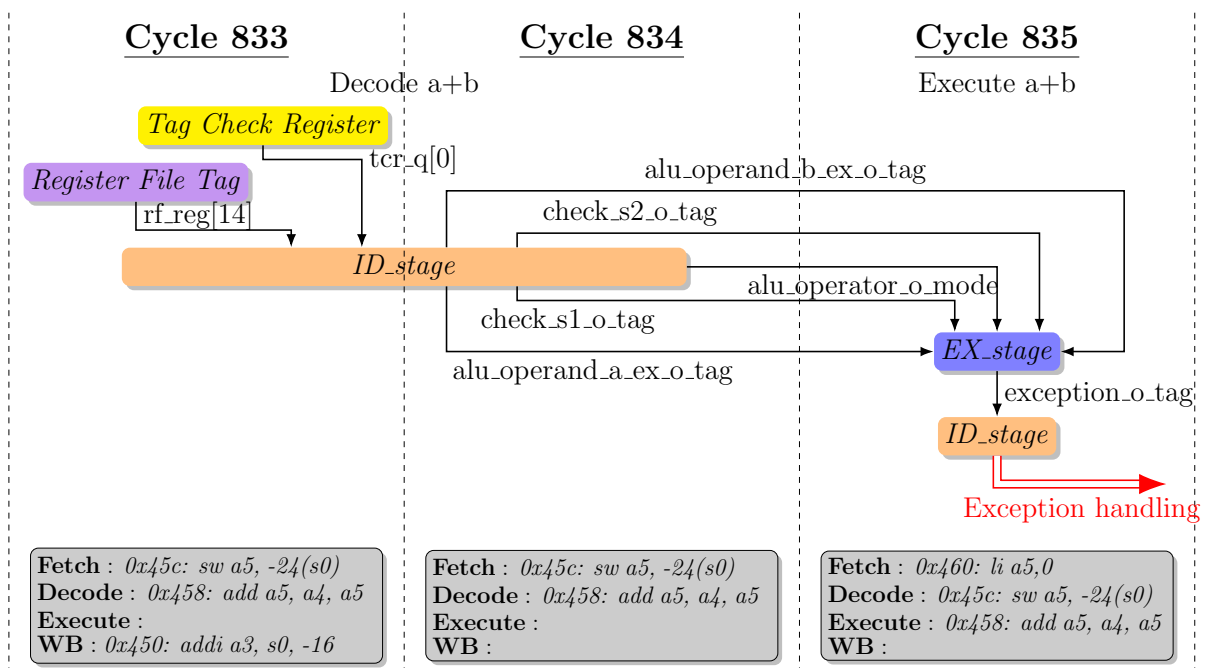 Cycle 833
Cycle 834
Cycle 835
Decode a+b
Execute a+b
Tag Check Register
tcr_q[0]
Register File Tag
rf_reg[14]
alu_operand_b_ex_o_tag
check_s2_o_tag
ID_stage
alu_operator_o_mode
check_s1_o_tag
EX_stage
alu_operand_a_ex_o_tag
exception_o_tag
ID_stage
Exception handling
Fetch : 0x45c: sw a5, -24(s0)
Decode : 0x458: add a5, a4, a5
Execute :
WB : 0x450: addi a3, s0, -16
Fetch : 0x45c: sw a5, -24(s0)
Decode : 0x458: add a5, a4, a5
Execute :
WB :
Fetch : 0x460: li a5,0
Decode : 0x45c: sw a5, -24(s0)
Execute : 0x458: add a5, a4, a5
WB :